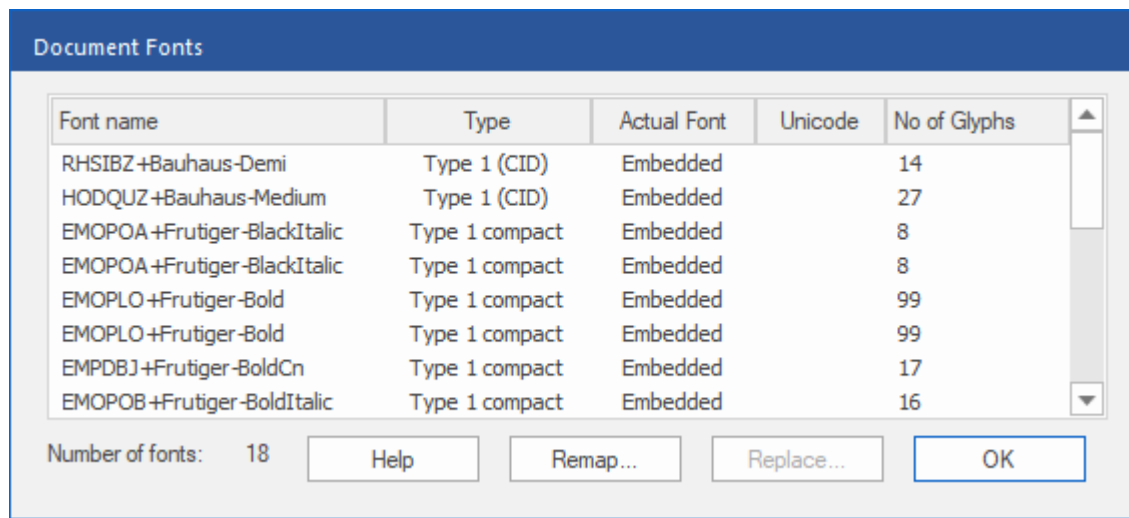 Document Fonts
Font name Type Actual Font Unicode No of Glyphs
RHSIBZ+Bauhaus-Demi Type 1 (CID) Embedded 14
HODQUZ+Bauhaus-Medium Type 1 (CID) Embedded 27
EMOPOA+Frutiger-BlackItalic Type 1 compact Embedded 8
EMOPOA+Frutiger-BlackItalic Type 1 compact Embedded 8
EMOPLO+Frutiger-Bold Type 1 compact Embedded 99
EMOPLO+Frutiger-Bold Type 1 compact Embedded 99
EMPDBJ+Frutiger-BoldCn Type 1 compact Embedded 17
EMOPOB+Frutiger-BoldItalic Type 1 compact Embedded 16
Number of fonts: 18 Help Remap... Replace... OK